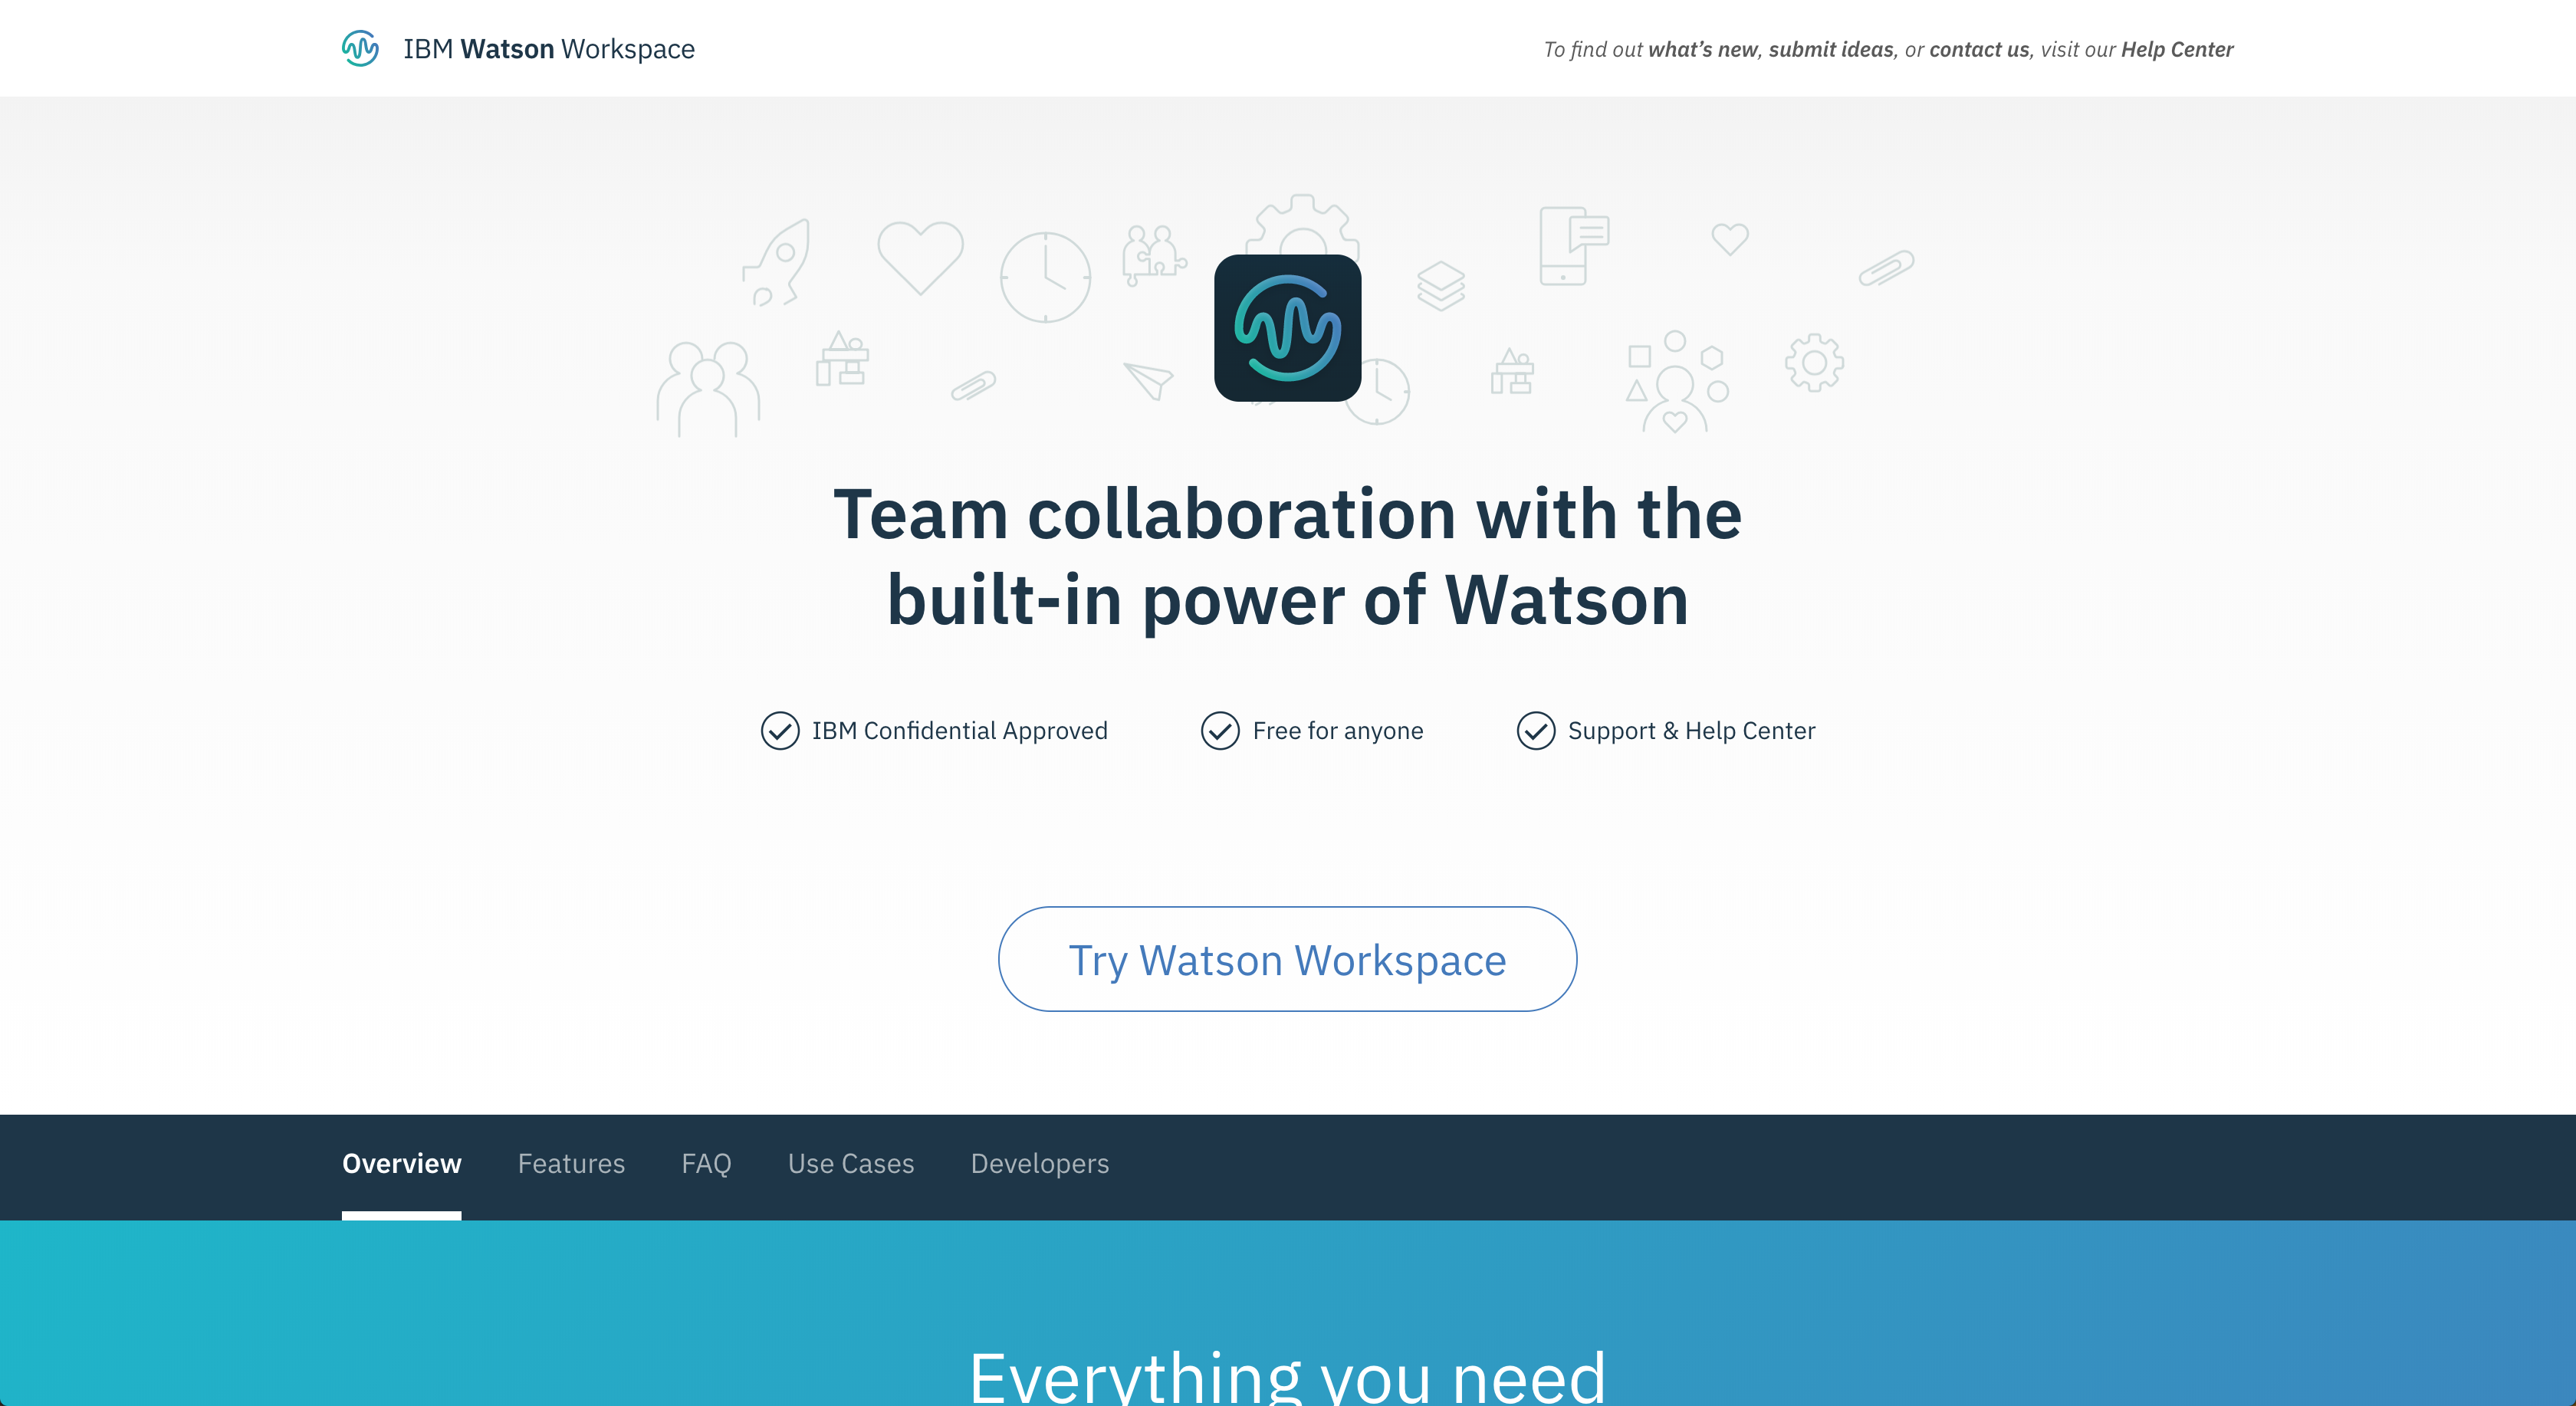 IBM Watson Workspace
To find out what’s new, submit ideas, or contact us, visit our Help Center
Team collaboration with the
built-in power of Watson
IBM Confidential Approved
Free for anyone
Support & Help Center
Try Watson Workspace
Overview
Features
FAQ
Use Cases
Developers
Everything you need